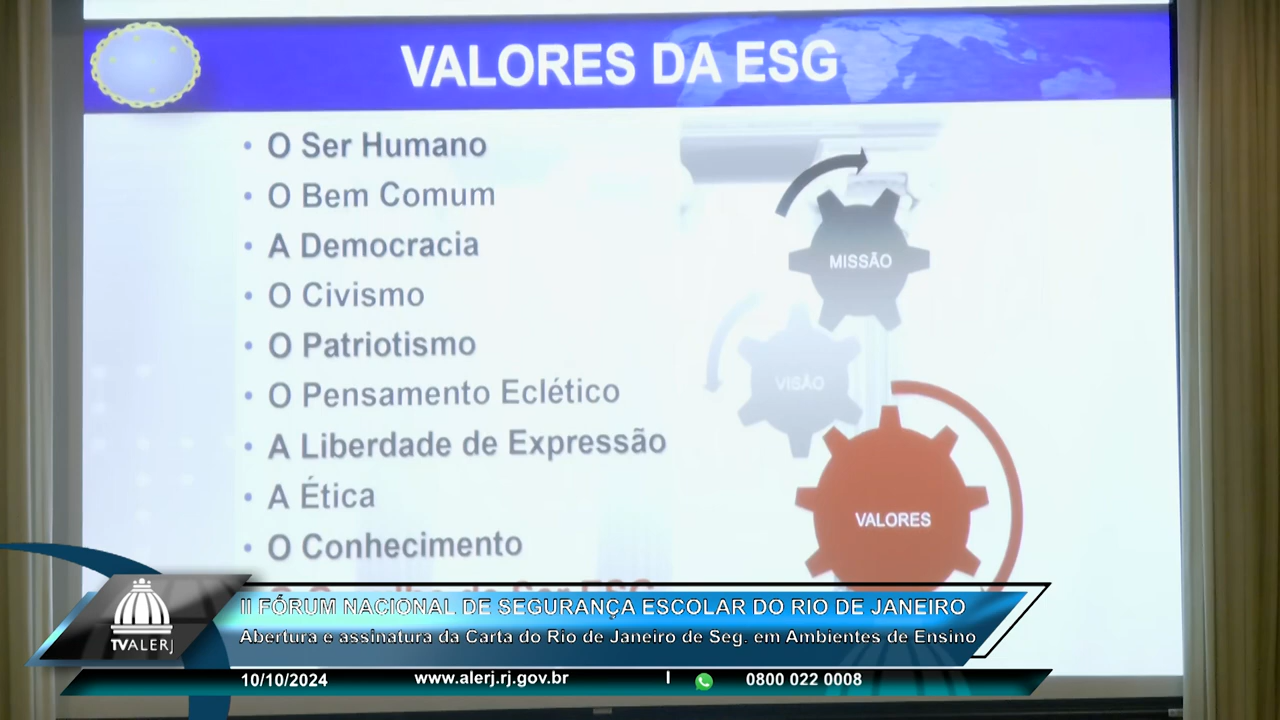 VALORES DA ESG
• O Ser Humano
• O Bem Comum
• A Democracia
• O Civismo
• O Patriotismo
• O Pensamento Eclético
• A Liberdade de Expressão
• A Ética
• O Conhecimento
MISSÃO
VISÃO
VALORES
II FÓRUM NACIONAL DE SEGURANÇA ESCOLAR DO RIO DE JANEIRO
Abertura e assinatura da Carta do Rio de Janeiro de Seg. em Ambientes de Ensino
TVALERJ
10/10/2024 www.alerj.rj.gov.br I 0800 022 0008